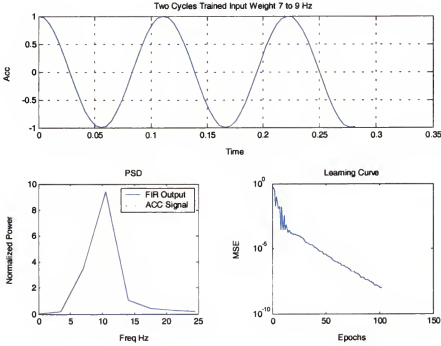 Two Cycles Trained Input Weight 7 to 9 Hz
Acc
1
0.5
0
-0.5
-1
0 0.05 0.1 0.15 0.2 0.25 0.3 0.35
Time
PSD
Normalized Power
10
8
6
4
2
0
FIR Output
ACC Signal
0 5 10 15 20 25
Freq Hz
Learning Curve
MSE
10^0
10^-5
10^-10
0 50 100 150
Epochs